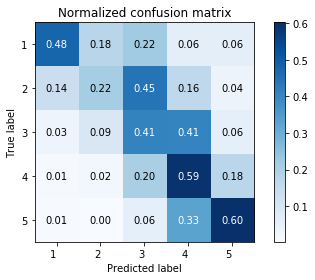 Normalized confusion matrix
True label
1 0.48 0.18 0.22 0.06 0.06
2 0.14 0.22 0.45 0.16 0.04
3 0.03 0.09 0.41 0.41 0.06
4 0.01 0.02 0.20 0.59 0.18
5 0.01 0.00 0.06 0.33 0.60
1 2 3 4 5
Predicted label
0.6
0.5
0.4
0.3
0.2
0.1